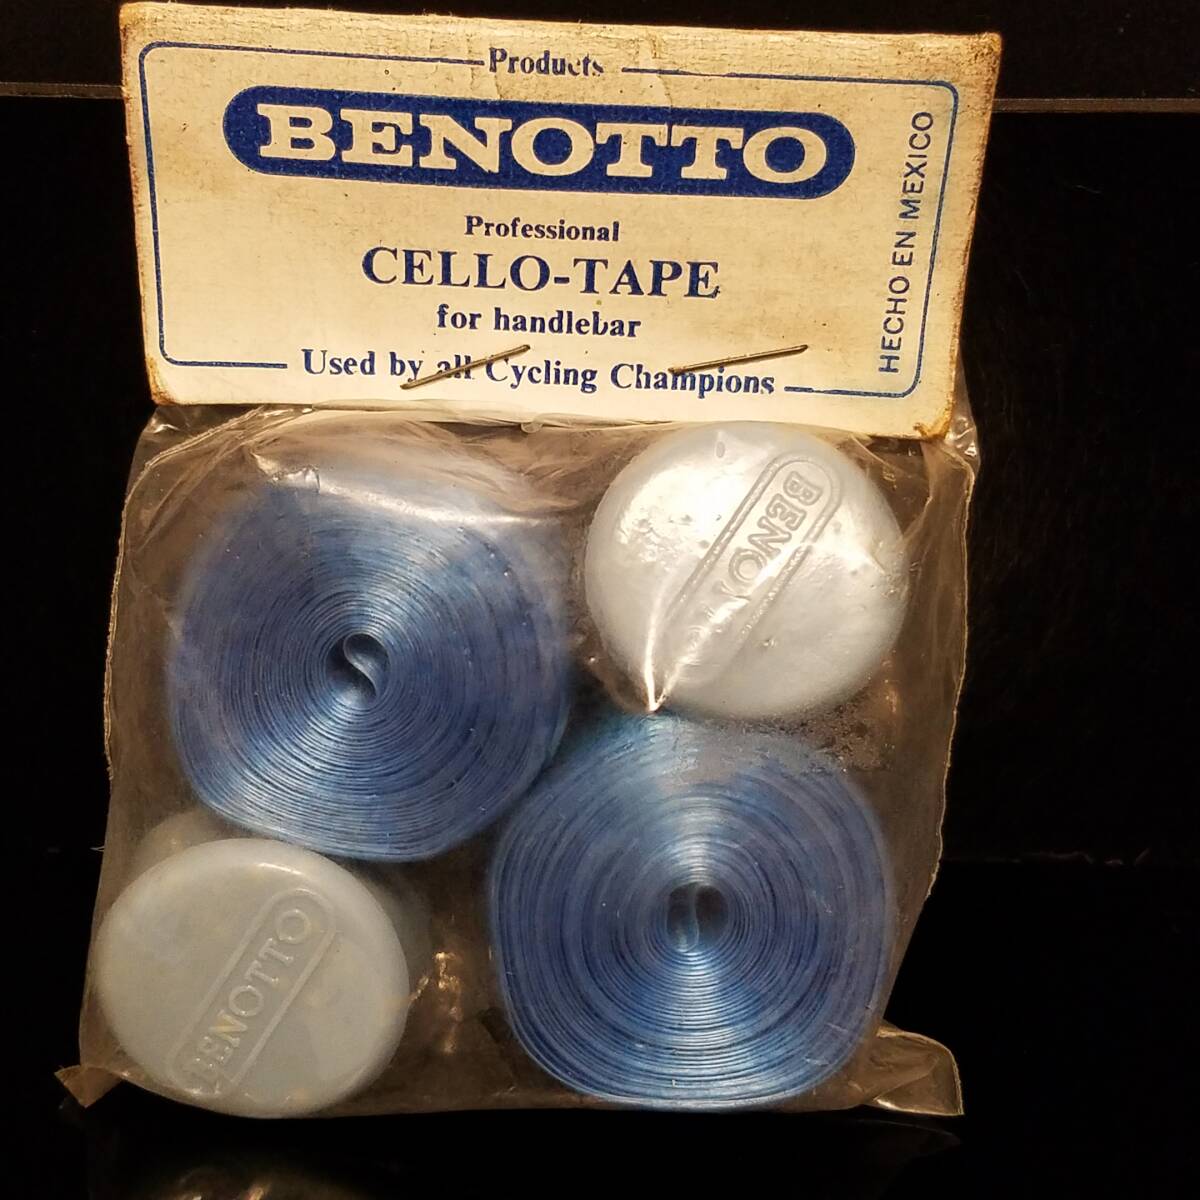 Products
BENOTTO
Professional
CELLO-TAPE
for handlebar
Used by all Cycling Champions
HECHO EN MEXICO
BENOTTO
BENOTTO